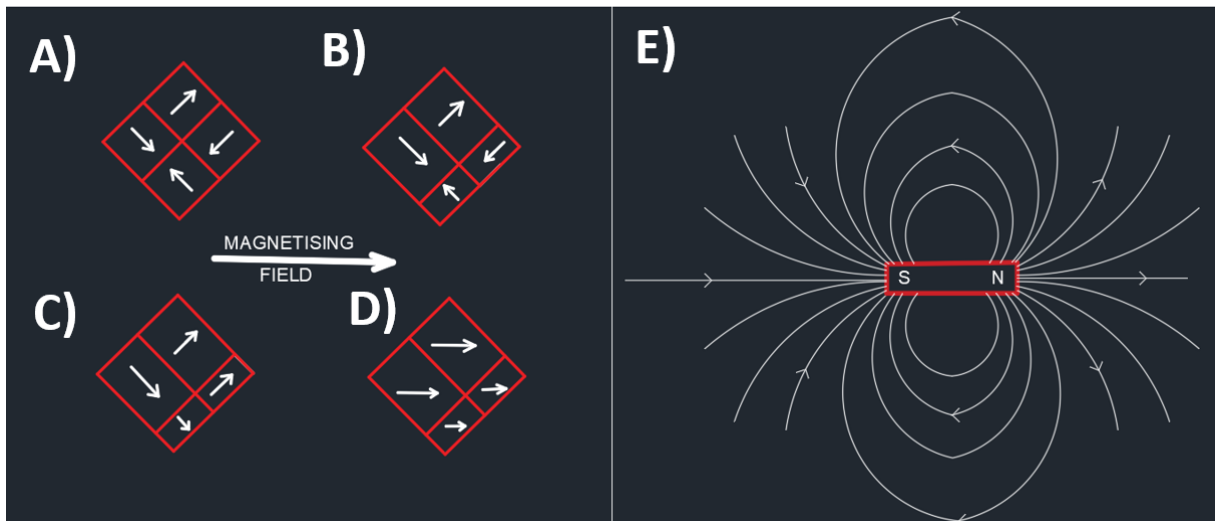 A)
B)
E)
MAGNETISING
FIELD
S
N
C)
D)